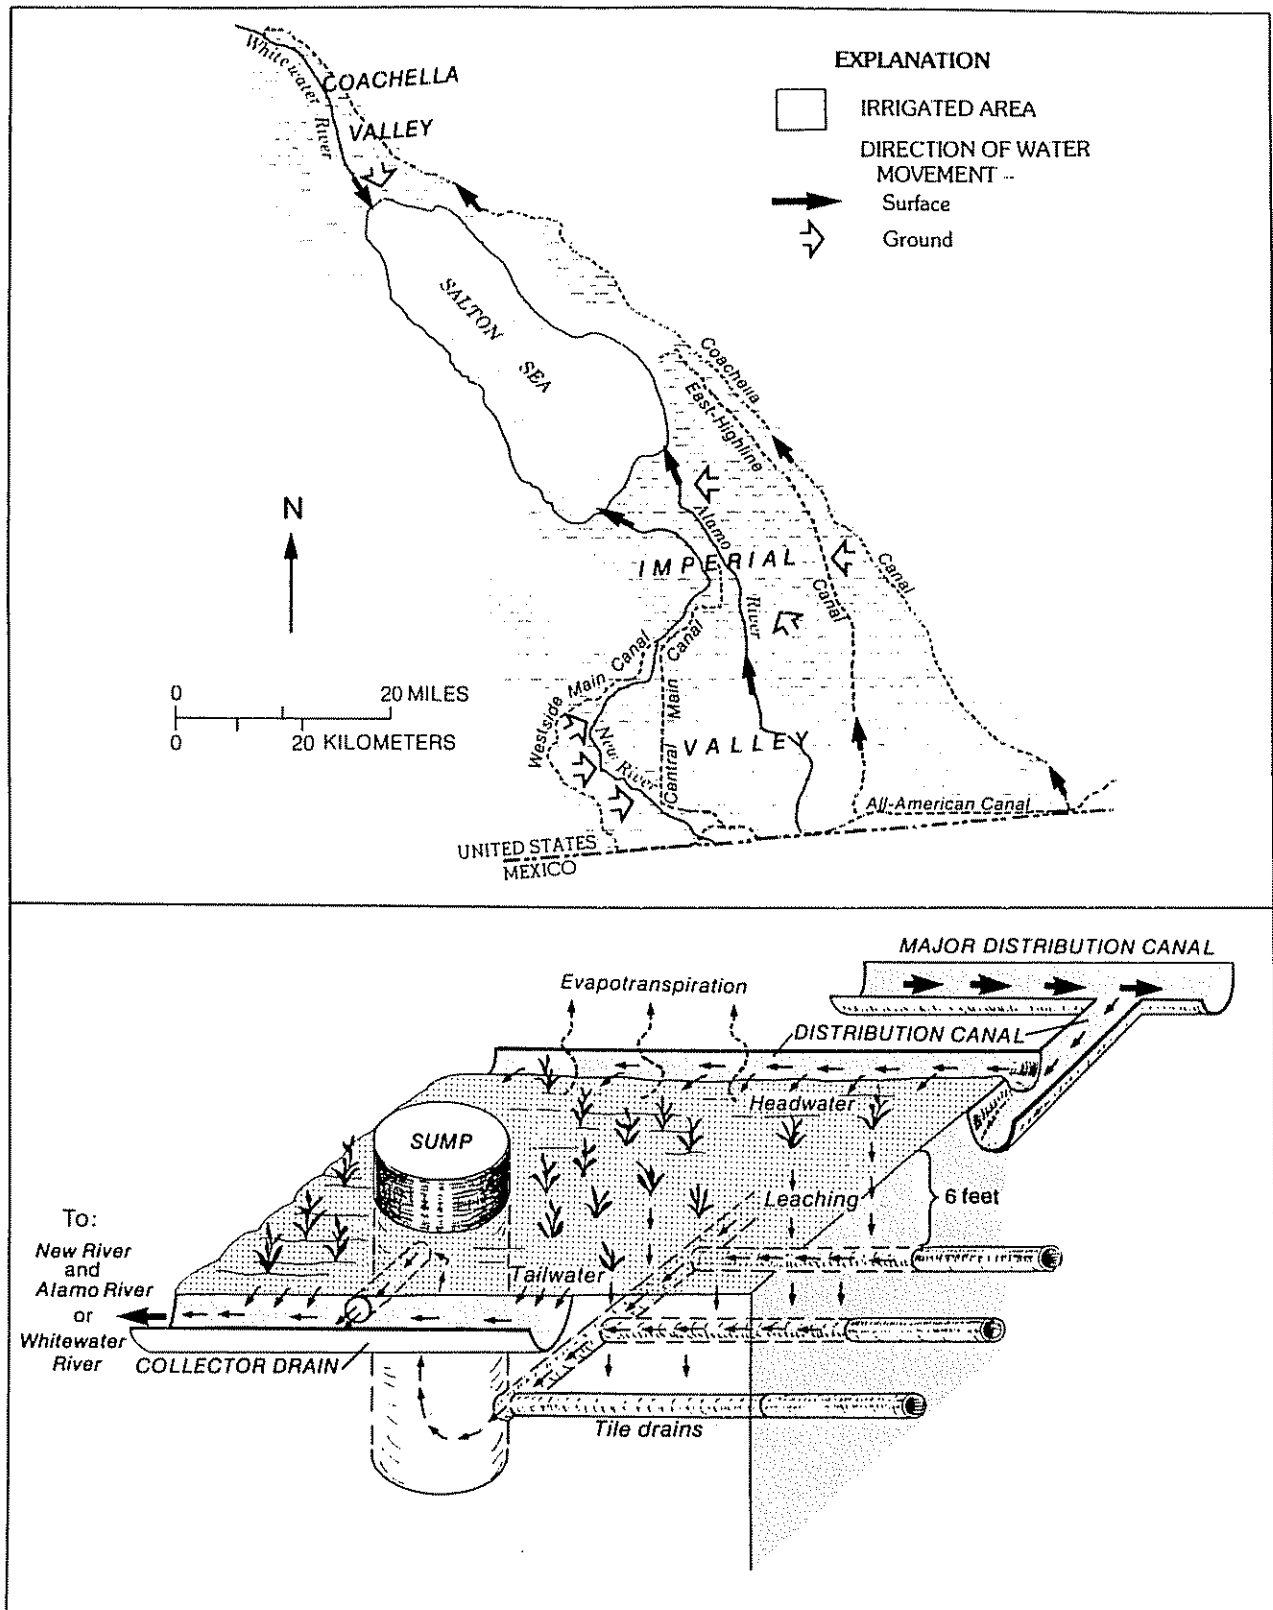 EXPLANATION
IRRIGATED AREA
DIRECTION OF WATER
MOVEMENT --
Surface
Ground
Whitewater River
COACHELLA
VALLEY
SALTON
SEA
Coachella
Canal
East-Highline
Canal
N
Alamo
River
IMPERIAL
VALLEY
Westside Main Canal
Central Main Canal
New River
0 20 MILES
0 20 KILOMETERS
All-American Canal
UNITED STATES
MEXICO
MAJOR DISTRIBUTION CANAL
Evapotranspiration
DISTRIBUTION CANAL
Headwater
SUMP
Leaching
6 feet
To:
New River
and
Alamo River
or
Whitewater
River
Tailwater
COLLECTOR DRAIN
Tile drains